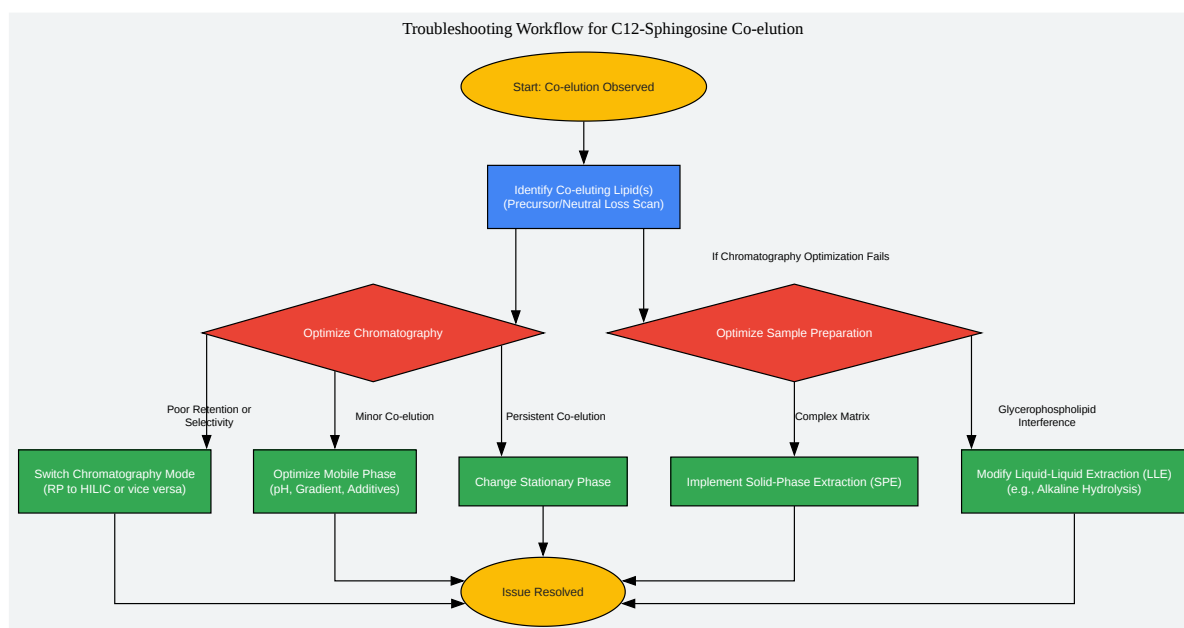 Troubleshooting Workflow for C12-Sphingosine Co-elution
Start: Co-elution Observed
Identify Co-eluting Lipid(s)
(Precursor/Neutral Loss Scan)
If Chromatography Optimization Fails
Optimize Chromatography
Optimize Sample Preparation
Poor Retention or
Selectivity
Minor Co-elution
Persistent Co-elution
Complex Matrix
Glycerophospholipid
Interference
Switch Chromatography Mode
(RP to HILIC or vice versa)
Optimize Mobile Phase
(pH, Gradient, Additives)
Change Stationary Phase
Implement Solid-Phase Extraction (SPE)
Modify Liquid-Liquid Extraction (LLE)
(e.g., Alkaline Hydrolysis)
Issue Resolved